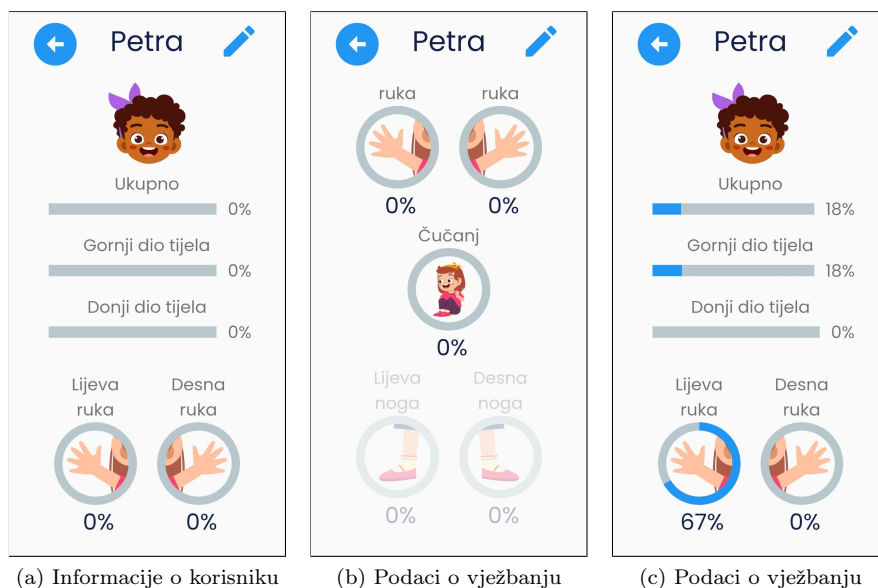 Petra
Ukupno
0%
Gornji dio tijela
0%
Donji dio tijela
0%
Lijeva Desna
ruka ruka
0% 0%
(a) Informacije o korisniku
Petra
ruka ruka
0% 0%
Čučanj
0%
Lijeva Desna
noga noga
0% 0%
(b) Podaci o vježbanju
Petra
Ukupno
18%
Gornji dio tijela
18%
Donji dio tijela
0%
Lijeva Desna
ruka ruka
67% 0%
(c) Podaci o vježbanju